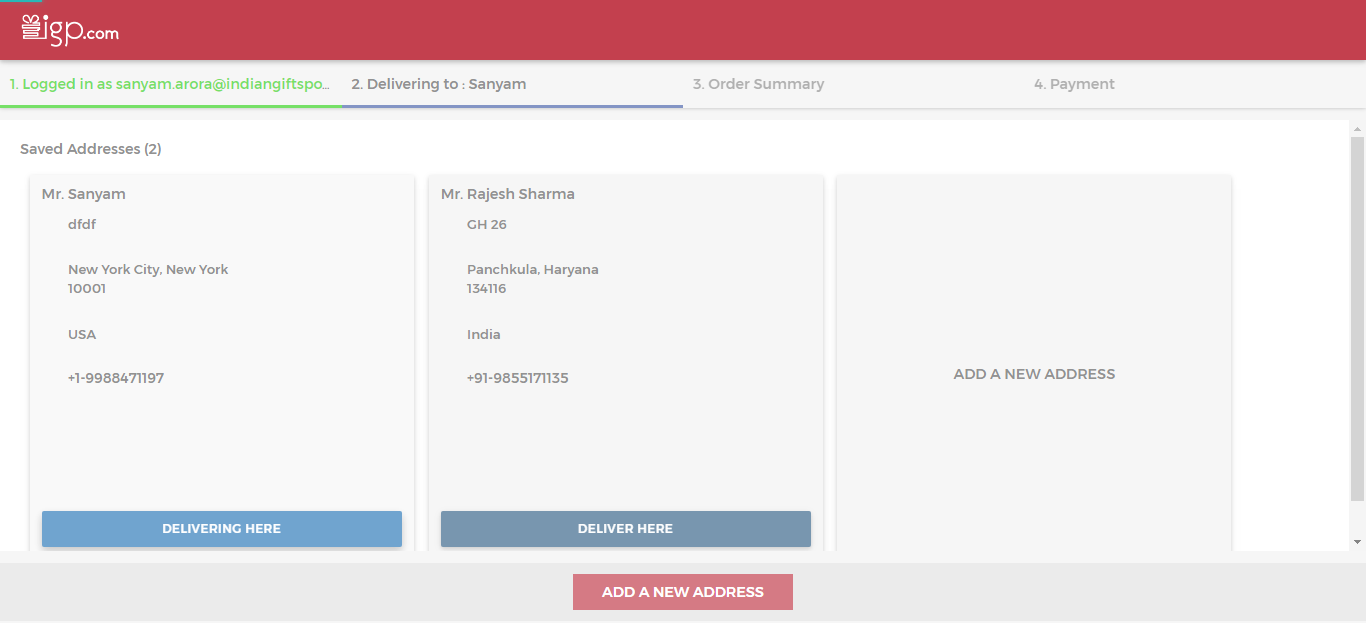 igp.com
1. Logged in as sanyam.arora@indiangiftspo...
2. Delivering to : Sanyam
3. Order Summary
4. Payment
Saved Addresses (2)
Mr. Sanyam
dfdf
New York City, New York
10001
USA
+1-9988471197
DELIVERING HERE
Mr. Rajesh Sharma
GH 26
Panchkula, Haryana
134116
India
+91-9855171135
DELIVER HERE
ADD A NEW ADDRESS
ADD A NEW ADDRESS